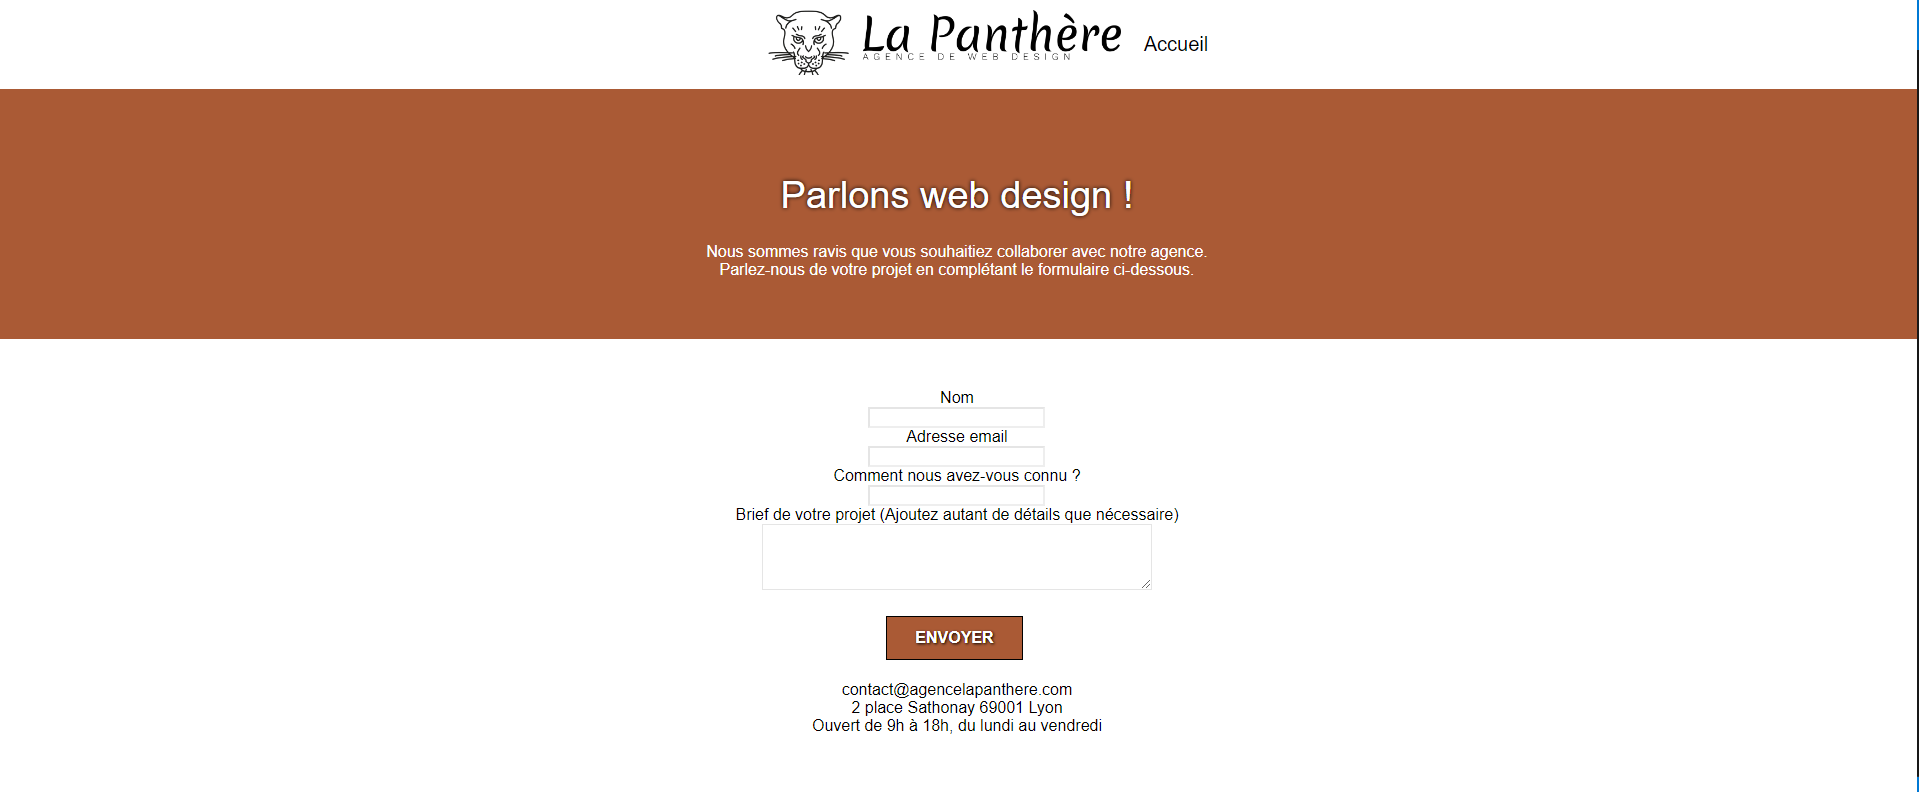 La Panthère
AGENCE DE WEB DESIGN
Accueil
Parlons web design !
Nous sommes ravis que vous souhaitiez collaborer avec notre agence.
Parlez-nous de votre projet en complétant le formulaire ci-dessous.
Nom
Adresse email
Comment nous avez-vous connu ?
Brief de votre projet (Ajoutez autant de détails que nécessaire)
ENVOYER
contact@agencelapanthere.com
2 place Sathonay 69001 Lyon
Ouvert de 9h à 18h, du lundi au vendredi